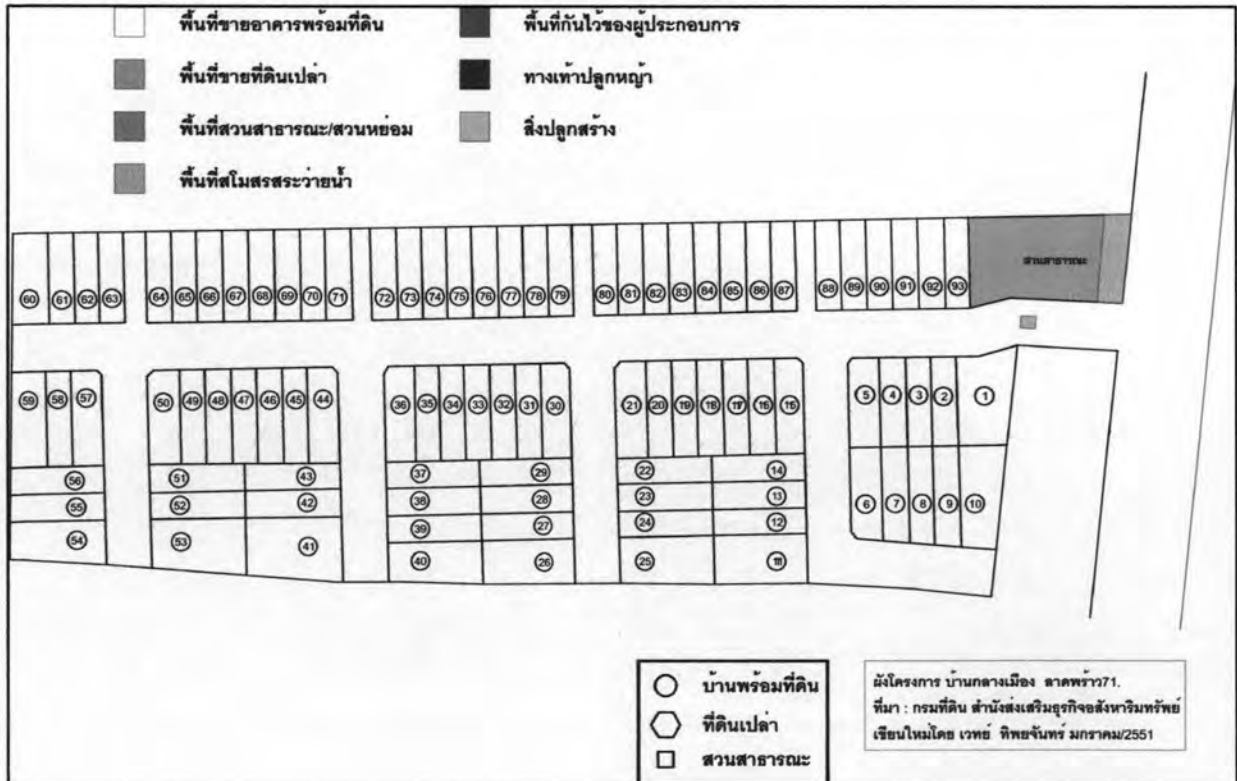 พื้นที่ขายอาคารพร้อมที่ดิน
พื้นที่กันไว้ของผู้ประกอบการ
พื้นที่ขายที่ดินเปล่า
ทางเท้าปลูกหญ้า
พื้นที่สวนสาธารณะ/สวนหย่อม
สิ่งปลูกสร้าง
พื้นที่สโมสรสระว่ายน้ำ
สวนสาธารณะ
60 61 62 63 64 65 66 67 68 69 70 71 72 73 74 75 76 77 78 79 80 81 82 83 84 85 86 87 88 89 90 91 92 93
59 58 57 50 49 48 47 46 45 44 36 35 34 33 32 31 30 21 20 19 18 17 16 15 5 4 3 2 1
56 51 43 37 29 22 14
55 52 42 38 28 23 13 6 7 8 9 10
39 27 24 12
54 53 41 40 26 25 11
บ้านพร้อมที่ดิน
ที่ดินเปล่า
สวนสาธารณะ
ผังโครงการ บ้านกลางเมือง ลาดพร้าว71.
ที่มา : กรมที่ดิน สำนังส่งเสริมธุรกิจอสังหาริมทรัพย์
เขียนใหม่โดย เวทย์ ทิพยจันทร์ มกราคม/2551